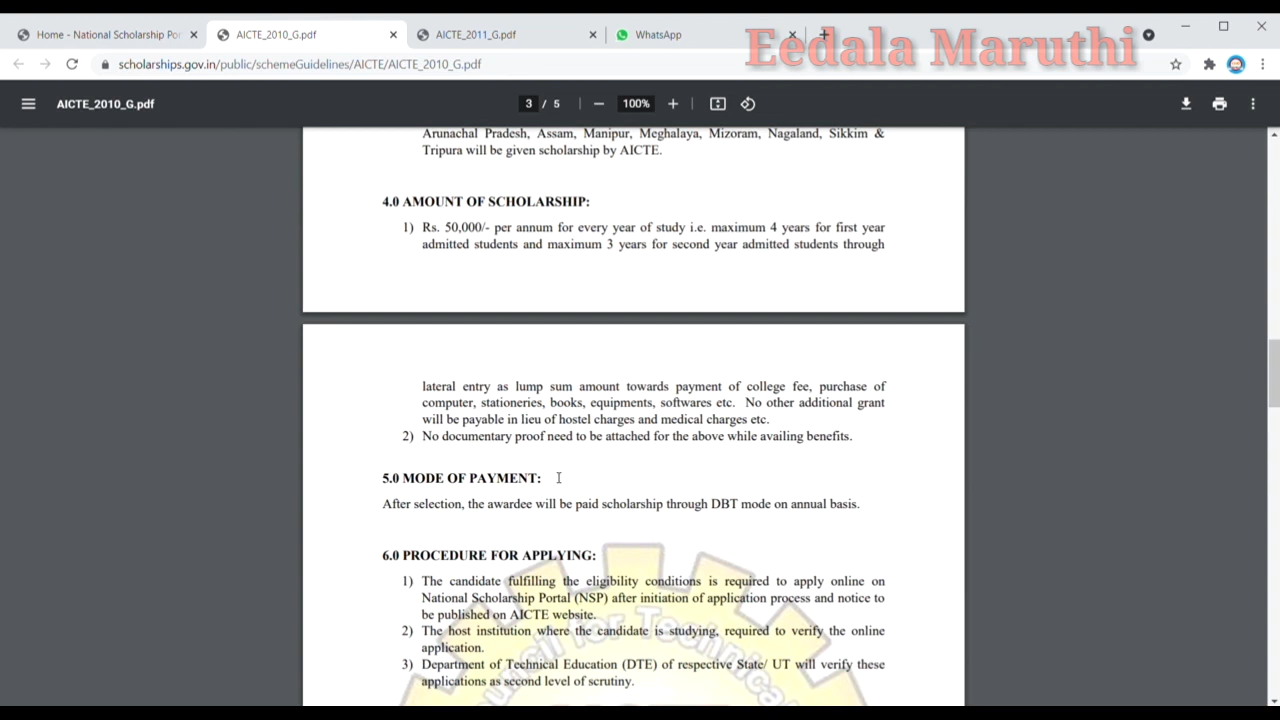 Home - National Scholarship Po
AICTE_2010_G.pdf
AICTE_2011_G.pdf
WhatsApp
Eedala Maruthi
scholarships.gov.in/public/schemeGuidelines/AICTE/AICTE_2010_G.pdf
AICTE_2010_G.pdf
3 / 5
100%
Arunachal Pradesh, Assam, Manipur, Meghalaya, Mizoram, Nagaland, Sikkim &
Tripura will be given scholarship by AICTE.
4.0 AMOUNT OF SCHOLARSHIP:
1) Rs. 50,000/- per annum for every year of study i.e. maximum 4 years for first year
admitted students and maximum 3 years for second year admitted students through
lateral entry as lump sum amount towards payment of college fee, purchase of
computer, stationeries, books, equipments, softwares etc. No other additional grant
will be payable in lieu of hostel charges and medical charges etc.
2) No documentary proof need to be attached for the above while availing benefits.
5.0 MODE OF PAYMENT:
After selection, the awardee will be paid scholarship through DBT mode on annual basis.
6.0 PROCEDURE FOR APPLYING:
1) The candidate fulfilling the eligibility conditions is required to apply online on
National Scholarship Portal (NSP) after initiation of application process and notice to
be published on AICTE website.
2) The host institution where the candidate is studying, required to verify the online
application.
3) Department of Technical Education (DTE) of respective State/ UT will verify these
applications as second level of scrutiny.